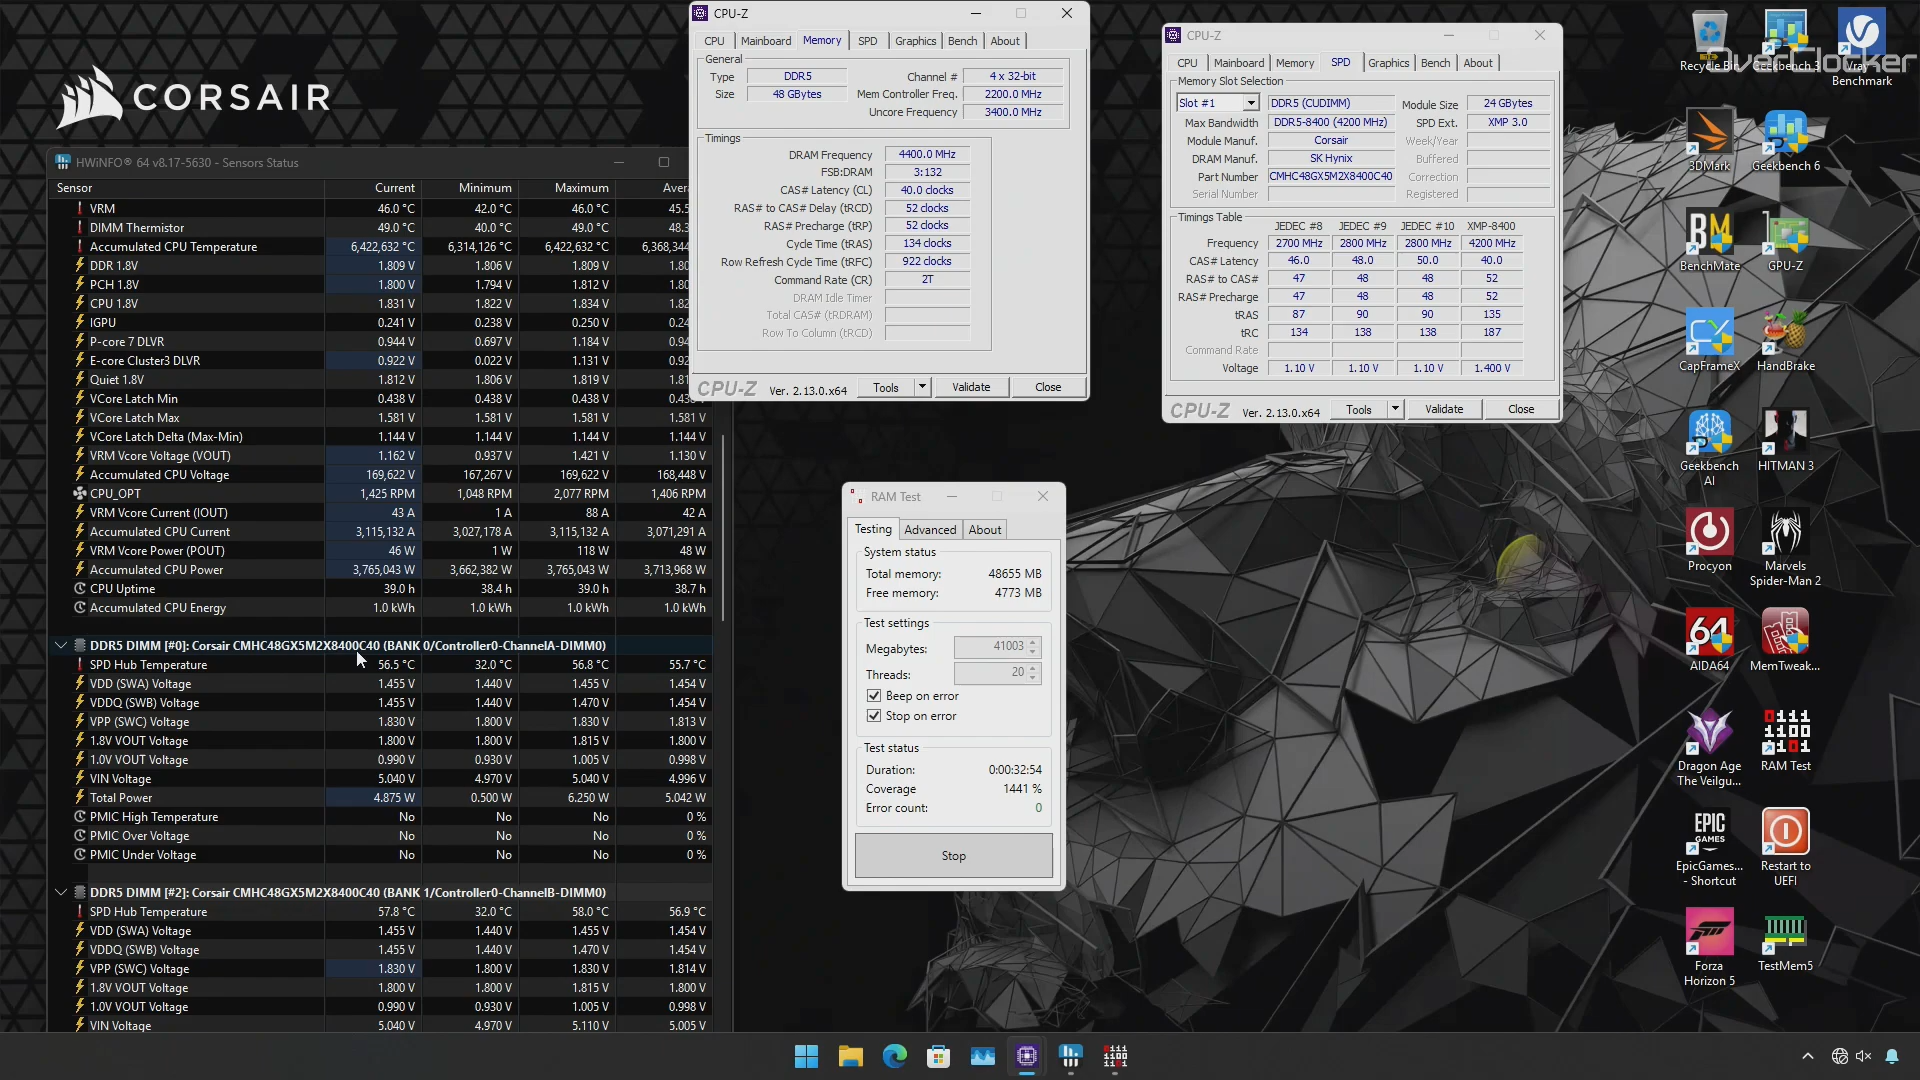 CORSAIR
HWiNFO® 64 v8.17-5630 - Sensors Status
Sensor Current Minimum Maximum Avera
VRM 46.0 °C 42.0 °C 46.0 °C 45.5
DIMM Thermistor 49.0 °C 40.0 °C 49.0 °C 48.3
Accumulated CPU Temperature 6,422,632 °C 6,314,126 °C 6,422,632 °C 6,368,344
DDR 1.8V 1.809 V 1.806 V 1.809 V 1.80
PCH 1.8V 1.800 V 1.794 V 1.812 V 1.80
CPU 1.8V 1.831 V 1.822 V 1.834 V 1.82
IGPU 0.241 V 0.238 V 0.250 V 0.24
P-core 7 DLVR 0.944 V 0.697 V 1.184 V 0.94
E-core Cluster3 DLVR 0.922 V 0.022 V 1.131 V 0.92
Quiet 1.8V 1.812 V 1.806 V 1.819 V 1.81
VCore Latch Min 0.438 V 0.438 V 0.438 V 0.438 V
VCore Latch Max 1.581 V 1.581 V 1.581 V 1.581 V
VCore Latch Delta (Max-Min) 1.144 V 1.144 V 1.144 V 1.144 V
VRM Vcore Voltage (VOUT) 1.162 V 0.937 V 1.421 V 1.130 V
Accumulated CPU Voltage 169,622 V 167,267 V 169,622 V 168,448 V
CPU_OPT 1,425 RPM 1,048 RPM 2,077 RPM 1,406 RPM
VRM Vcore Current (IOUT) 43 A 1 A 88 A 42 A
Accumulated CPU Current 3,115,132 A 3,027,178 A 3,115,132 A 3,071,291 A
VRM Vcore Power (POUT) 46 W 1 W 118 W 48 W
Accumulated CPU Power 3,765,043 W 3,662,382 W 3,765,043 W 3,713,968 W
CPU Uptime 39.0 h 38.4 h 39.0 h 38.7 h
Accumulated CPU Energy 1.0 kWh 1.0 kWh 1.0 kWh 1.0 kWh
DDR5 DIMM [#0]: Corsair CMHC48GX5M2X8400C40 (BANK 0/Controller0-ChannelA-DIMM0)
SPD Hub Temperature 56.5 °C 32.0 °C 56.8 °C 55.7 °C
VDD (SWA) Voltage 1.455 V 1.440 V 1.455 V 1.454 V
VDDQ (SWB) Voltage 1.455 V 1.440 V 1.470 V 1.454 V
VPP (SWC) Voltage 1.830 V 1.800 V 1.830 V 1.813 V
1.8V VOUT Voltage 1.800 V 1.800 V 1.815 V 1.800 V
1.0V VOUT Voltage 0.990 V 0.930 V 1.005 V 0.998 V
VIN Voltage 5.040 V 4.970 V 5.040 V 4.996 V
Total Power 4.875 W 0.500 W 6.250 W 5.042 W
PMIC High Temperature No No No 0 %
PMIC Over Voltage No No No 0 %
PMIC Under Voltage No No No 0 %
DDR5 DIMM [#2]: Corsair CMHC48GX5M2X8400C40 (BANK 1/Controller0-ChannelB-DIMM0)
SPD Hub Temperature 57.8 °C 32.0 °C 58.0 °C 56.9 °C
VDD (SWA) Voltage 1.455 V 1.440 V 1.455 V 1.454 V
VDDQ (SWB) Voltage 1.455 V 1.440 V 1.470 V 1.454 V
VPP (SWC) Voltage 1.830 V 1.800 V 1.830 V 1.814 V
1.8V VOUT Voltage 1.800 V 1.800 V 1.815 V 1.800 V
1.0V VOUT Voltage 0.990 V 0.930 V 1.005 V 0.998 V
VIN Voltage 5.040 V 4.970 V 5.110 V 5.005 V
CPU-Z
CPU Mainboard Memory SPD Graphics Bench About
General
Type DDR5 Channel # 4 x 32-bit
Size 48 GBytes Mem Controller Freq. 2200.0 MHz
Uncore Frequency 3400.0 MHz
Timings
DRAM Frequency 4400.0 MHz
FSB:DRAM 3:132
CAS# Latency (CL) 40.0 clocks
RAS# to CAS# Delay (tRCD) 52 clocks
RAS# Precharge (tRP) 52 clocks
Cycle Time (tRAS) 134 clocks
Row Refresh Cycle Time (tRFC) 922 clocks
Command Rate (CR) 2T
DRAM Idle Timer
Total CAS# (tRDRAM)
Row To Column (tRCD)
CPU-Z Ver. 2.13.0.x64 Tools Validate Close
CPU-Z
CPU Mainboard Memory SPD Graphics Bench About
Memory Slot Selection
Slot #1 DDR5 (CUDIMM) Module Size 24 GBytes
Max Bandwidth DDR5-8400 (4200 MHz) SPD Ext. XMP 3.0
Module Manuf. Corsair Week/Year
DRAM Manuf. SK Hynix Buffered
Part Number CMHC48GX5M2X8400C40 Correction
Serial Number Registered
Timings Table
JEDEC #8 JEDEC #9 JEDEC #10 XMP-8400
Frequency 2700 MHz 2800 MHz 2800 MHz 4200 MHz
CAS# Latency 46.0 48.0 50.0 40.0
RAS# to CAS# 47 48 48 52
RAS# Precharge 47 48 48 52
tRAS 87 90 90 135
tRC 134 138 138 187
Command Rate
Voltage 1.10 V 1.10 V 1.10 V 1.400 V
CPU-Z Ver. 2.13.0.x64 Tools Validate Close
RAM Test
Testing Advanced About
System status
Total memory: 48655 MB
Free memory: 4773 MB
Test settings
Megabytes: 41003
Threads: 20
Beep on error
Stop on error
Test status
Duration: 0:00:32:54
Coverage 1441 %
Error count: 0
Stop
OverClocker
Recycle Bin Geekbench 3 Vray Benchmark
3DMark Geekbench 6
BenchMate GPU-Z
CapFrameX HandBrake
Geekbench AI HITMAN 3
Procyon Marvels Spider-Man 2
AIDA64 MemTweak...
Dragon Age The Veilgu... RAM Test
EpicGames... - Shortcut Restart to UEFI
Forza Horizon 5 TestMem5